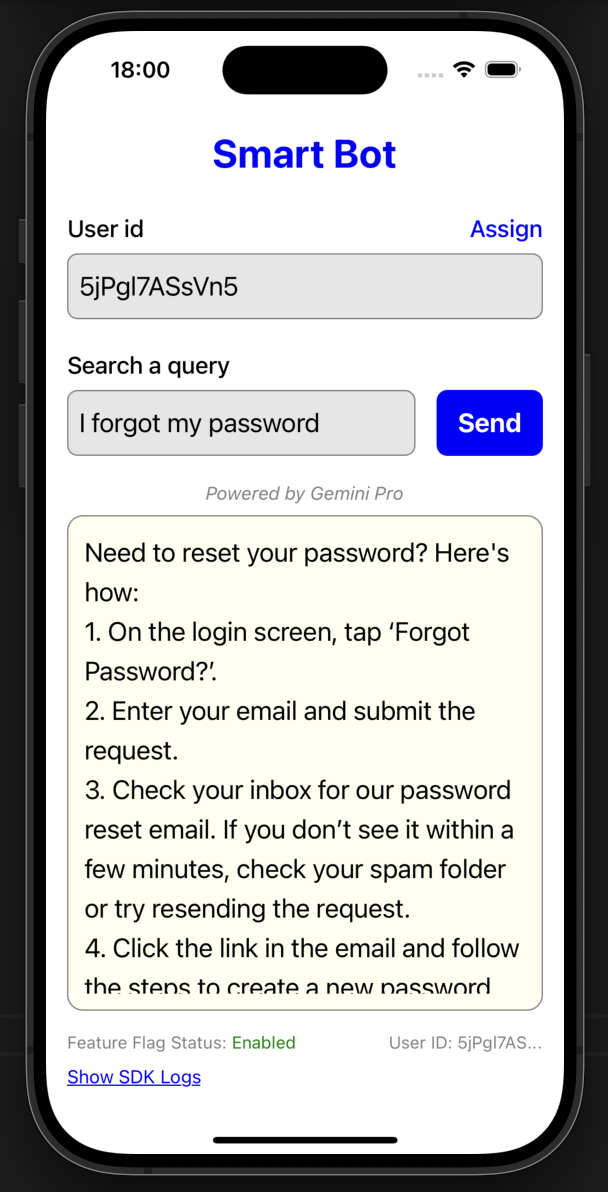 18:00
Smart Bot
User id
Assign
5jPgl7ASsVn5
Search a query
I forgot my password
Send
Powered by Gemini Pro
Need to reset your password? Here's
how:
1. On the login screen, tap ‘Forgot
Password?’.
2. Enter your email and submit the
request.
3. Check your inbox for our password
reset email. If you don’t see it within a
few minutes, check your spam folder
or try resending the request.
4. Click the link in the email and follow
the steps to create a new password
Feature Flag Status: Enabled
User ID: 5jPgl7AS...
Show SDK Logs